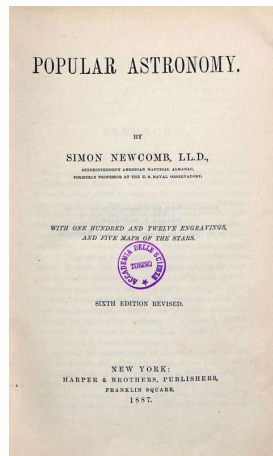 POPULAR ASTRONOMY.
BY
SIMON NEWCOMB, LL.D.,
SUPERINTENDENT AMERICAN NAUTICAL ALMANAC,
FORMERLY PROFESSOR AT THE U. S. NAVAL OBSERVATORY.
WITH ONE HUNDRED AND TWELVE ENGRAVINGS,
AND FIVE MAPS OF THE STARS.
ACCADEMIA DELLE SCIENZE
TORINO
SIXTH EDITION REVISED.
NEW YORK:
HARPER & BROTHERS, PUBLISHERS,
FRANKLIN SQUARE.
1887.